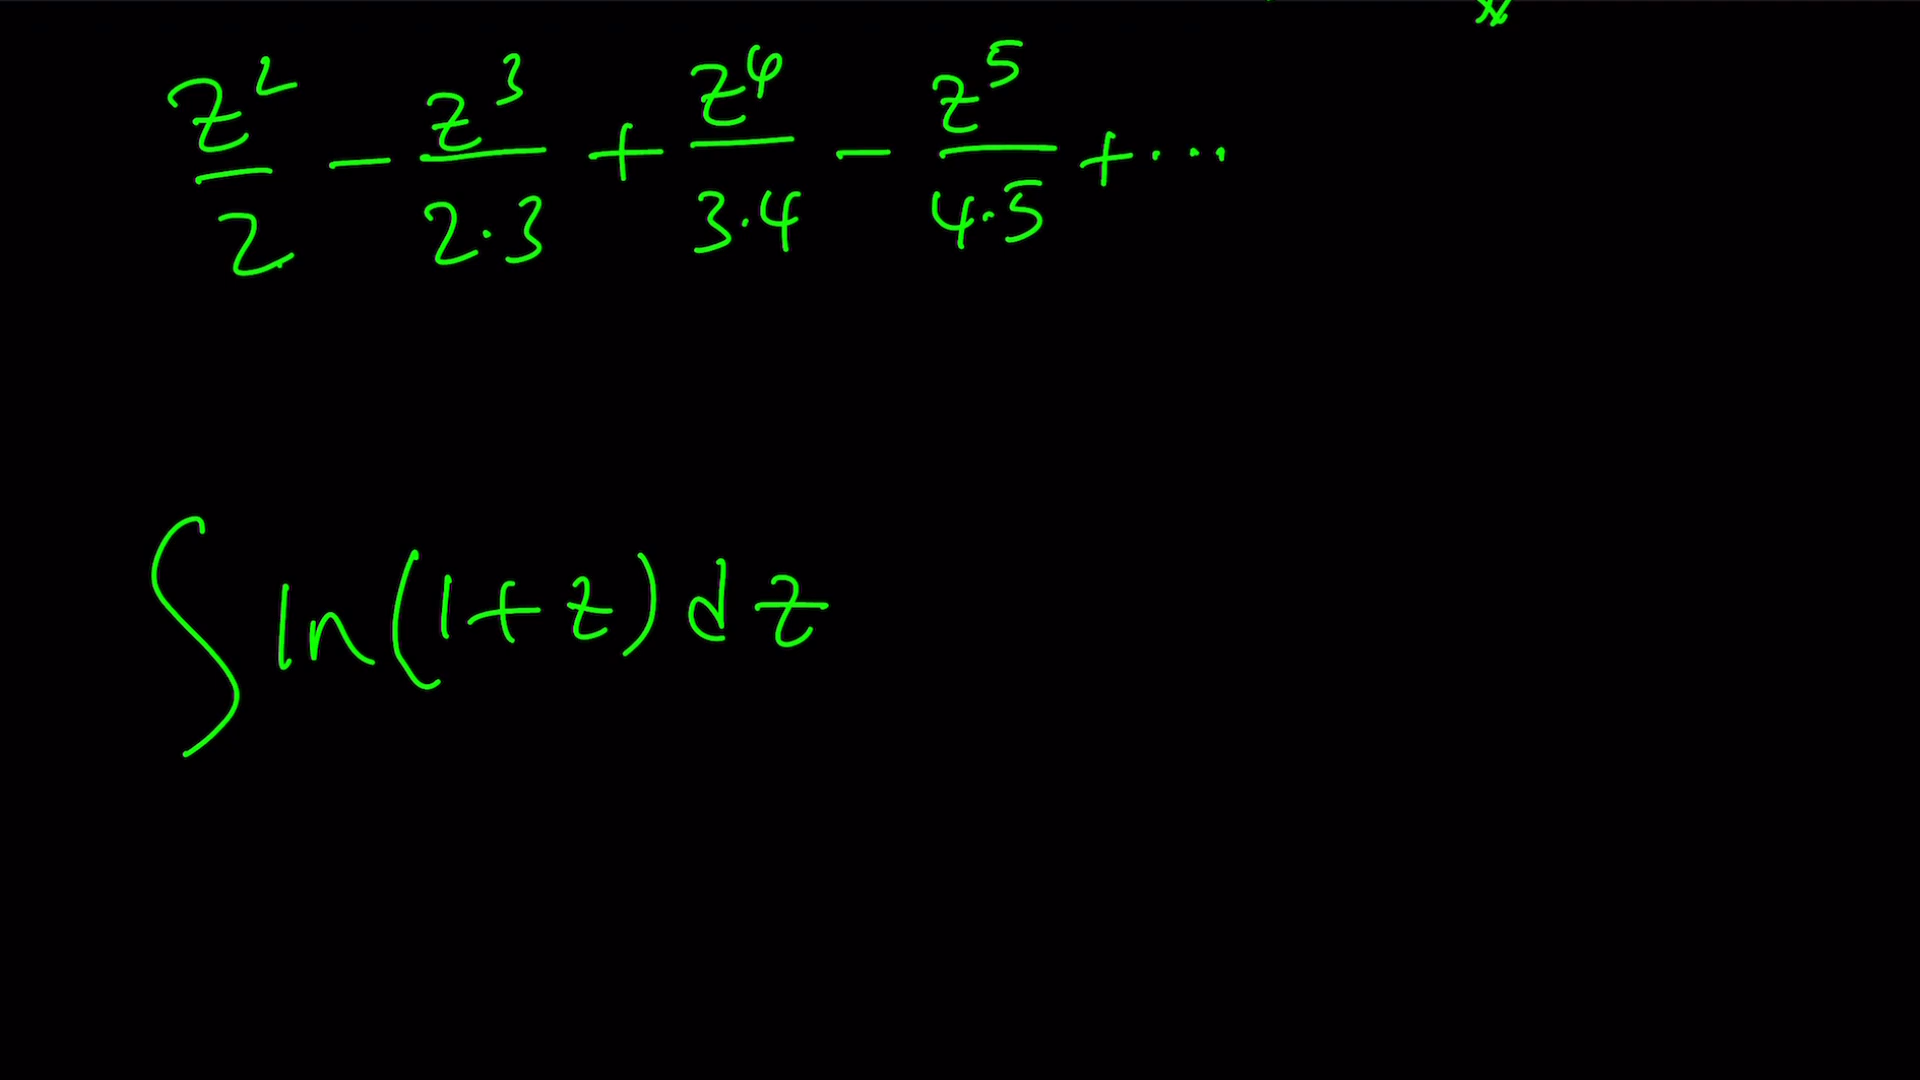 z²/2 − z³/2·3 + z⁴/3·4 − z⁵/4·5 + ···
∫ ln(1+z)dz